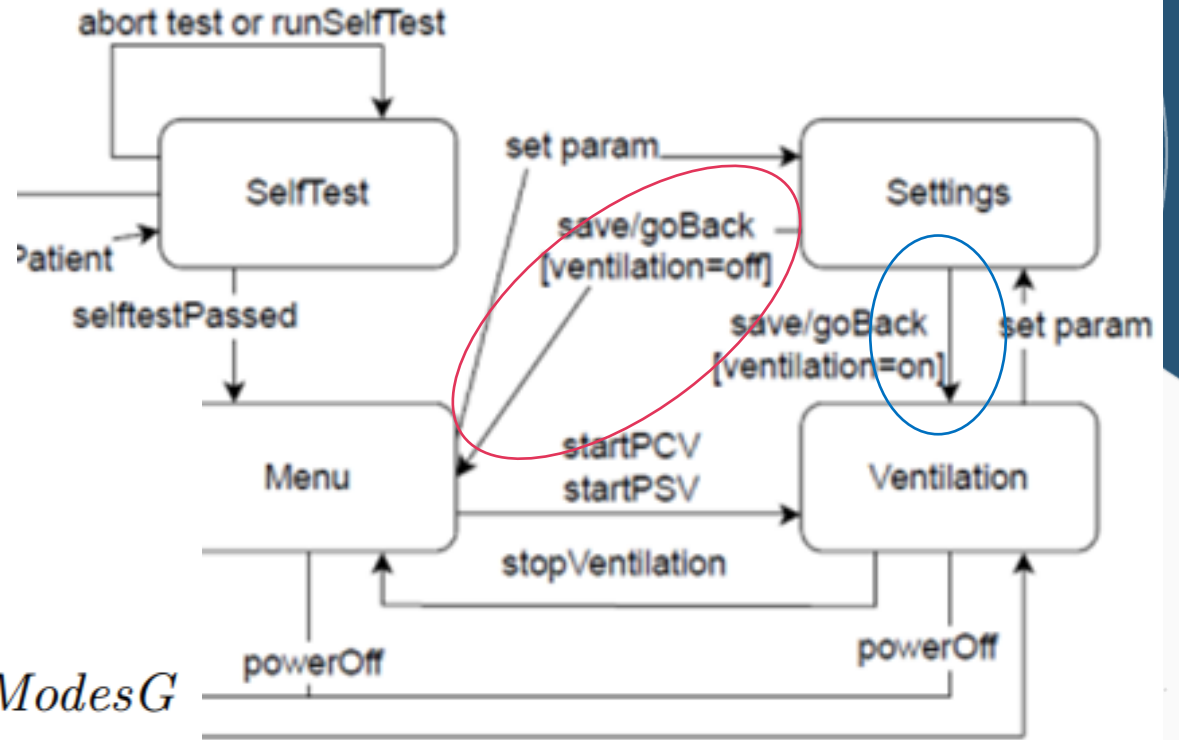 abort test or runSelfTest
set param
SelfTest
Settings
save/goBack
[ventilation=off]
Patient
selftestPassed
save/goBack
[ventilation=on]
set param
startPCV
startPSV
Menu
Ventilation
stopVentilation
powerOff
powerOff
ModesG